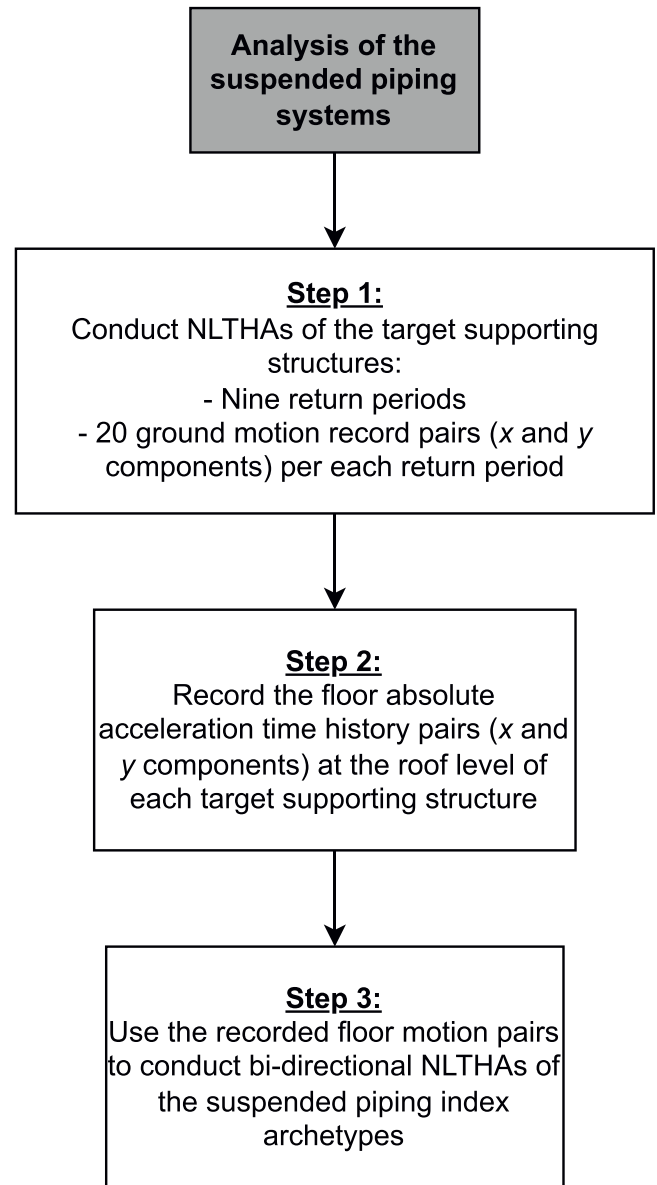 Analysis of the
suspended piping
systems
Step 1:
Conduct NLTHAs of the target supporting
structures:
- Nine return periods
- 20 ground motion record pairs (x and y
components) per each return period
Step 2:
Record the floor absolute
acceleration time history pairs (x and
y components) at the roof level of
each target supporting structure
Step 3:
Use the recorded floor motion pairs
to conduct bi-directional NLTHAs of
the suspended piping index
archetypes